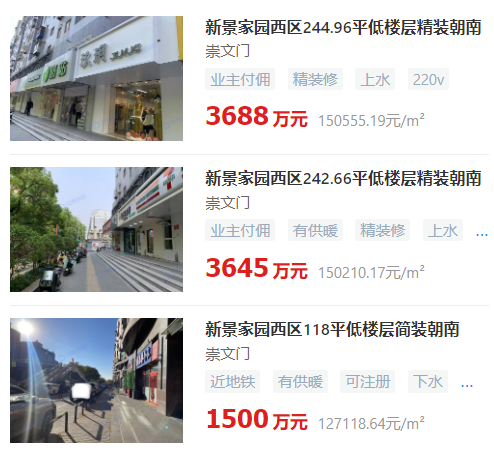 新景家园西区244.96平低楼层精装朝南
崇文门
业主付佣 精装修 上水 220v
3688万元 150555.19元/m²
新景家园西区242.66平低楼层精装朝南
崇文门
业主付佣 有供暖 精装修 上水 ...
3645万元 150210.17元/m²
新景家园西区118平低楼层简装朝南
崇文门
近地铁 有供暖 可注册 下水 ...
1500万元 127118.64元/m²